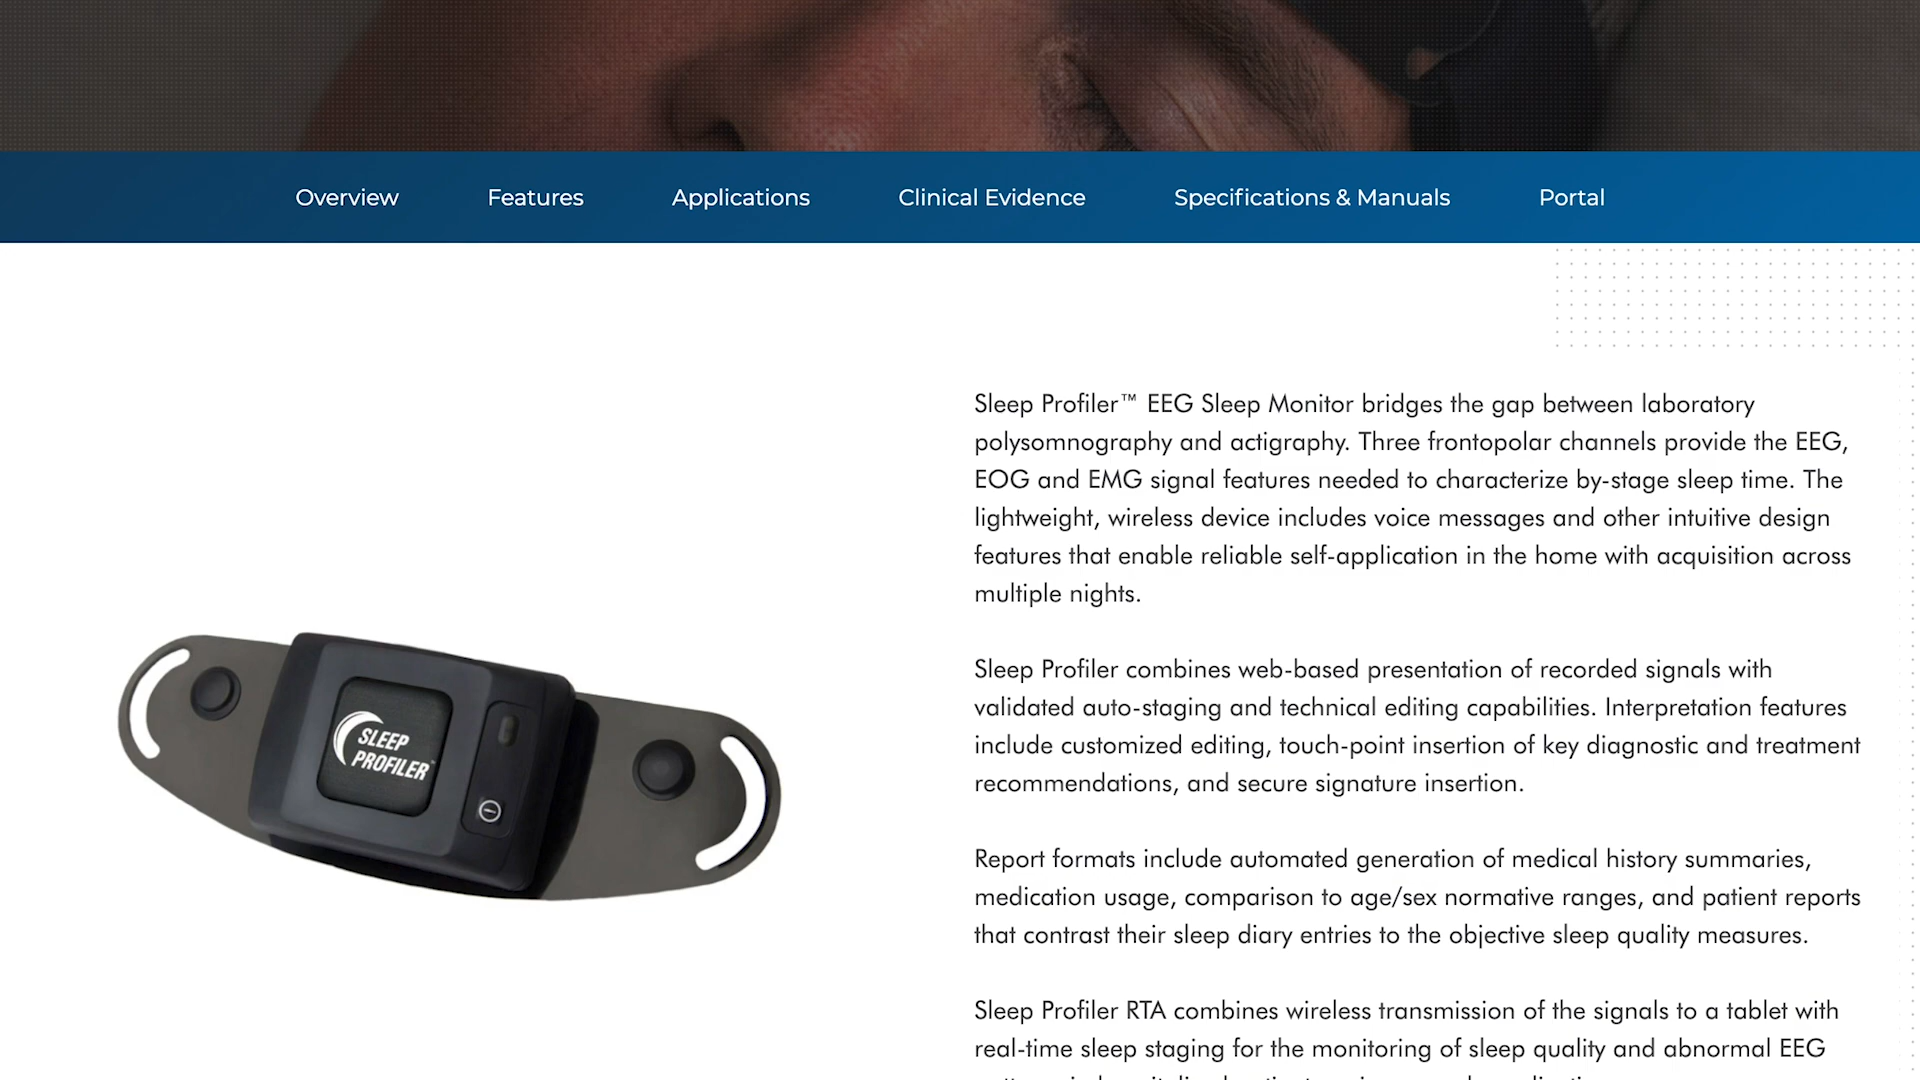 Overview
Features
Applications
Clinical Evidence
Specifications & Manuals
Portal
Sleep Profiler™ EEG Sleep Monitor bridges the gap between laboratory
polysomnography and actigraphy. Three frontopolar channels provide the EEG,
EOG and EMG signal features needed to characterize by-stage sleep time. The
lightweight, wireless device includes voice messages and other intuitive design
features that enable reliable self-application in the home with acquisition across
multiple nights.
SLEEP
PROFILER™
Sleep Profiler combines web-based presentation of recorded signals with
validated auto-staging and technical editing capabilities. Interpretation features
include customized editing, touch-point insertion of key diagnostic and treatment
recommendations, and secure signature insertion.
Report formats include automated generation of medical history summaries,
medication usage, comparison to age/sex normative ranges, and patient reports
that contrast their sleep diary entries to the objective sleep quality measures.
Sleep Profiler RTA combines wireless transmission of the signals to a tablet with
real-time sleep staging for the monitoring of sleep quality and abnormal EEG